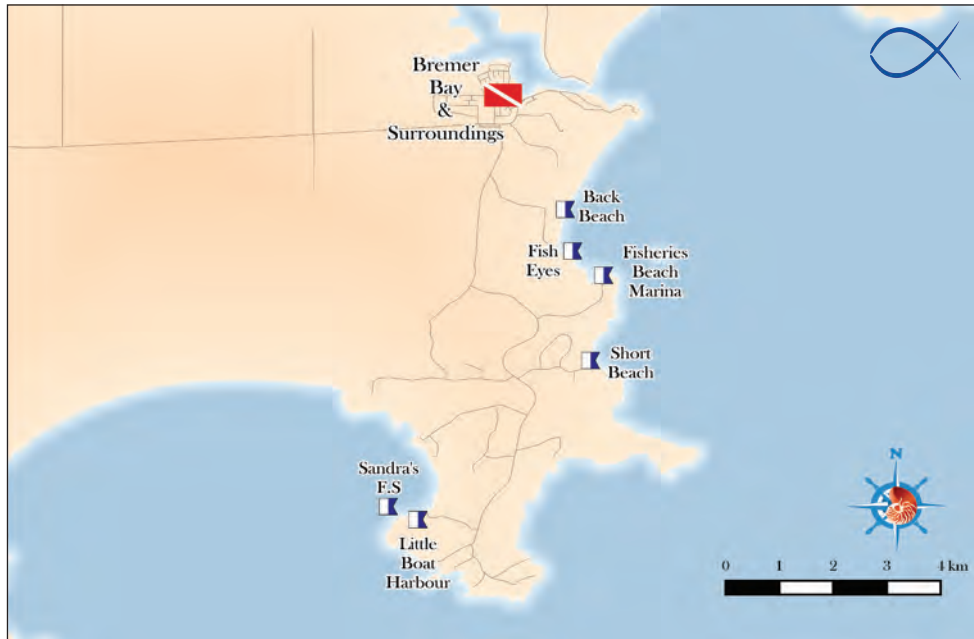 Bremer
Bay
&
Surroundings
Back
Beach
Fish
Eyes
Fisheries
Beach
Marina
Short
Beach
Sandra's
F.S
Little
Boat
Harbour
N
0 1 2 3 4 km